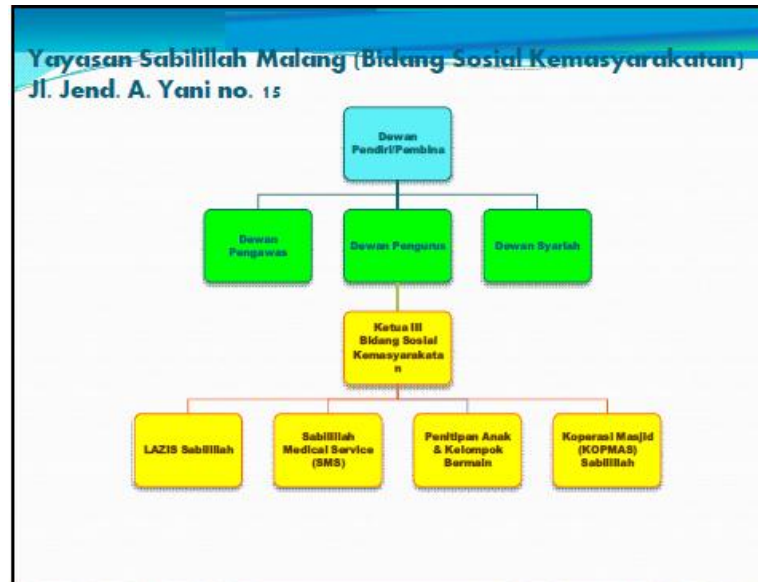 Yayasan Sabilillah Malang (Bidang Sosial Kemasyarakatan)
Jl. Jend. A. Yani no. 15
Dewan
Pendiri/Pembina
Dewan
Pengawas
Dewan Pengurus
Dewan Syariah
Ketua III
Bidang Sosial
Kemasyarakata
n
LAZIS Sabilillah
Sabilillah
Medical Service
(SMS)
Penitipan Anak
& Kelompok
Bermain
Koperasi Masjid
(KOPMAS)
Sabilillah